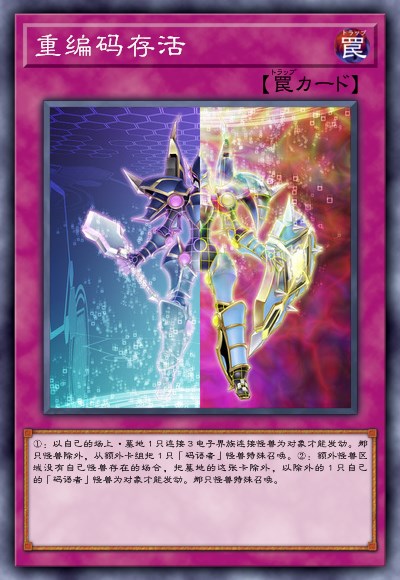 重编码存活
トラップ
罠
トラップ
【罠カード】
①：以自己的场上·墓地1只连接3电子界族连接怪兽为对象才能发动。那
只怪兽除外，从额外卡组把1只「码语者」怪兽特殊召唤。②：额外怪兽区
域没有自己怪兽存在的场合，把墓地的这张卡除外，以除外的1只自己
的「码语者」怪兽为对象才能发动。那只怪兽特殊召唤。